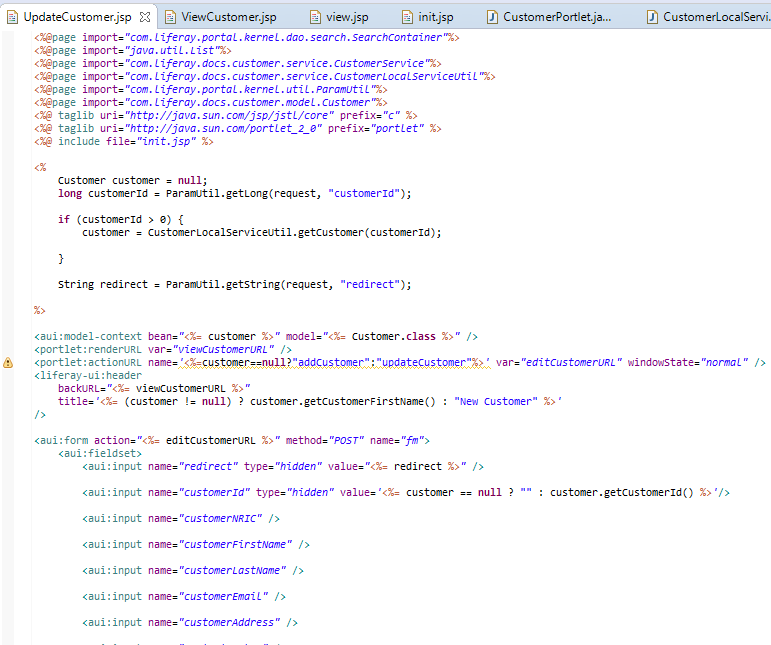 UpdateCustomer.jsp ViewCustomer.jsp view.jsp init.jsp CustomerPortlet.ja... CustomerLocalServi
<%@page import="com.liferay.portal.kernel.dao.search.SearchContainer"%>
<%@page import="java.util.List"%>
<%@page import="com.liferay.docs.customer.service.CustomerService"%>
<%@page import="com.liferay.docs.customer.service.CustomerLocalServiceUtil"%>
<%@page import="com.liferay.portal.kernel.util.ParamUtil"%>
<%@page import="com.liferay.docs.customer.model.Customer"%>
<%@ taglib uri="http://java.sun.com/jsp/jstl/core" prefix="c" %>
<%@ taglib uri="http://java.sun.com/portlet_2_0" prefix="portlet" %>
<%@ include file="init.jsp" %>
<%
Customer customer = null;
long customerId = ParamUtil.getLong(request, "customerId");
if (customerId > 0) {
customer = CustomerLocalServiceUtil.getCustomer(customerId);
}
String redirect = ParamUtil.getString(request, "redirect");
%>
<aui:model-context bean="<%= customer %>" model="<%= Customer.class %>" />
<portlet:renderURL var="viewCustomerURL" />
<portlet:actionURL name='<%=customer==null?"addCustomer":"updateCustomer"%>' var="editCustomerURL" windowState="normal" />
<liferay-ui:header
backURL="<%= viewCustomerURL %>"
title='<%= (customer != null) ? customer.getCustomerFirstName() : "New Customer" %>'
/>
<aui:form action="<%= editCustomerURL %>" method="POST" name="fm">
<aui:fieldset>
<aui:input name="redirect" type="hidden" value="<%= redirect %>" />
<aui:input name="customerId" type="hidden" value='<%= customer == null ? "" : customer.getCustomerId() %>'/>
<aui:input name="customerNRIC" />
<aui:input name="customerFirstName" />
<aui:input name="customerLastName" />
<aui:input name="customerEmail" />
<aui:input name="customerAddress" />